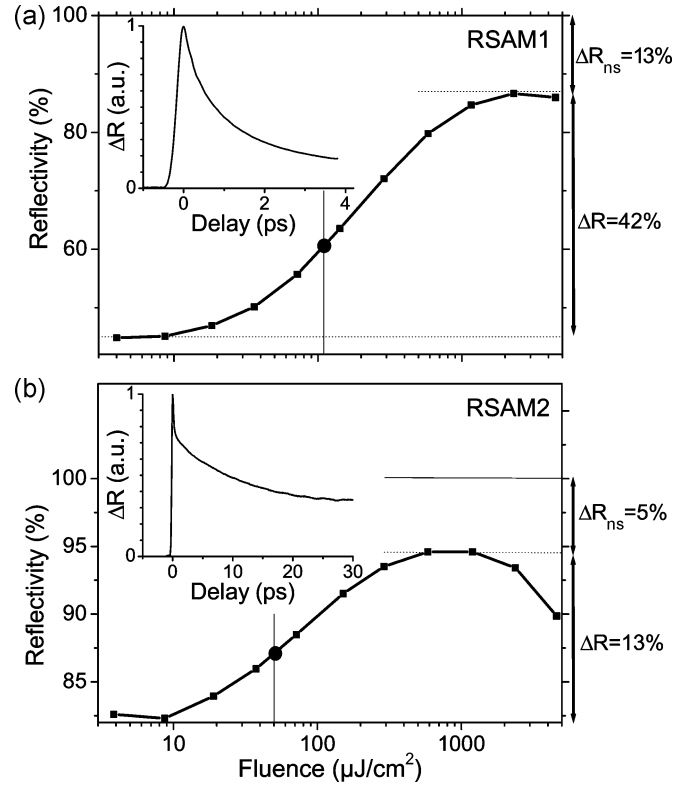 (a)
RSAM1
Reflectivity (%)
100
80
60
ΔR (a.u.)
1
0
0
2
4
Delay (ps)
ΔRns=13%
ΔR=42%
(b)
RSAM2
Reflectivity (%)
100
95
90
85
ΔR (a.u.)
1
0
0
10
20
30
Delay (ps)
ΔRns=5%
ΔR=13%
10
100
1000
Fluence (µJ/cm²)